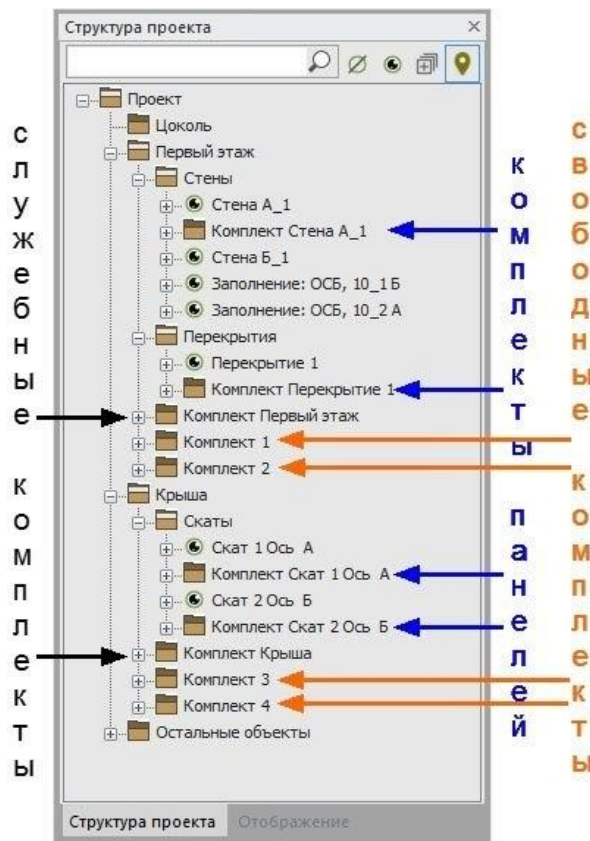 Структура проекта
Проект
Цоколь
Первый этаж
Стены
Стена А_1
Комплект Стена А_1
Стена Б_1
Заполнение: ОСБ, 10_1 Б
Заполнение: ОСБ, 10_2 А
Перекрытия
Перекрытие 1
Комплект Перекрытие 1
Комплект Первый этаж
Комплект 1
Комплект 2
Крыша
Скаты
Скат 1 Ось А
Комплект Скат 1 Ось А
Скат 2 Ось Б
Комплект Скат 2 Ось Б
Комплект Крыша
Комплект 3
Комплект 4
Остальные объекты
Структура проекта Отображение
служебные комплекты
комплекты панелей
свободные комплекты